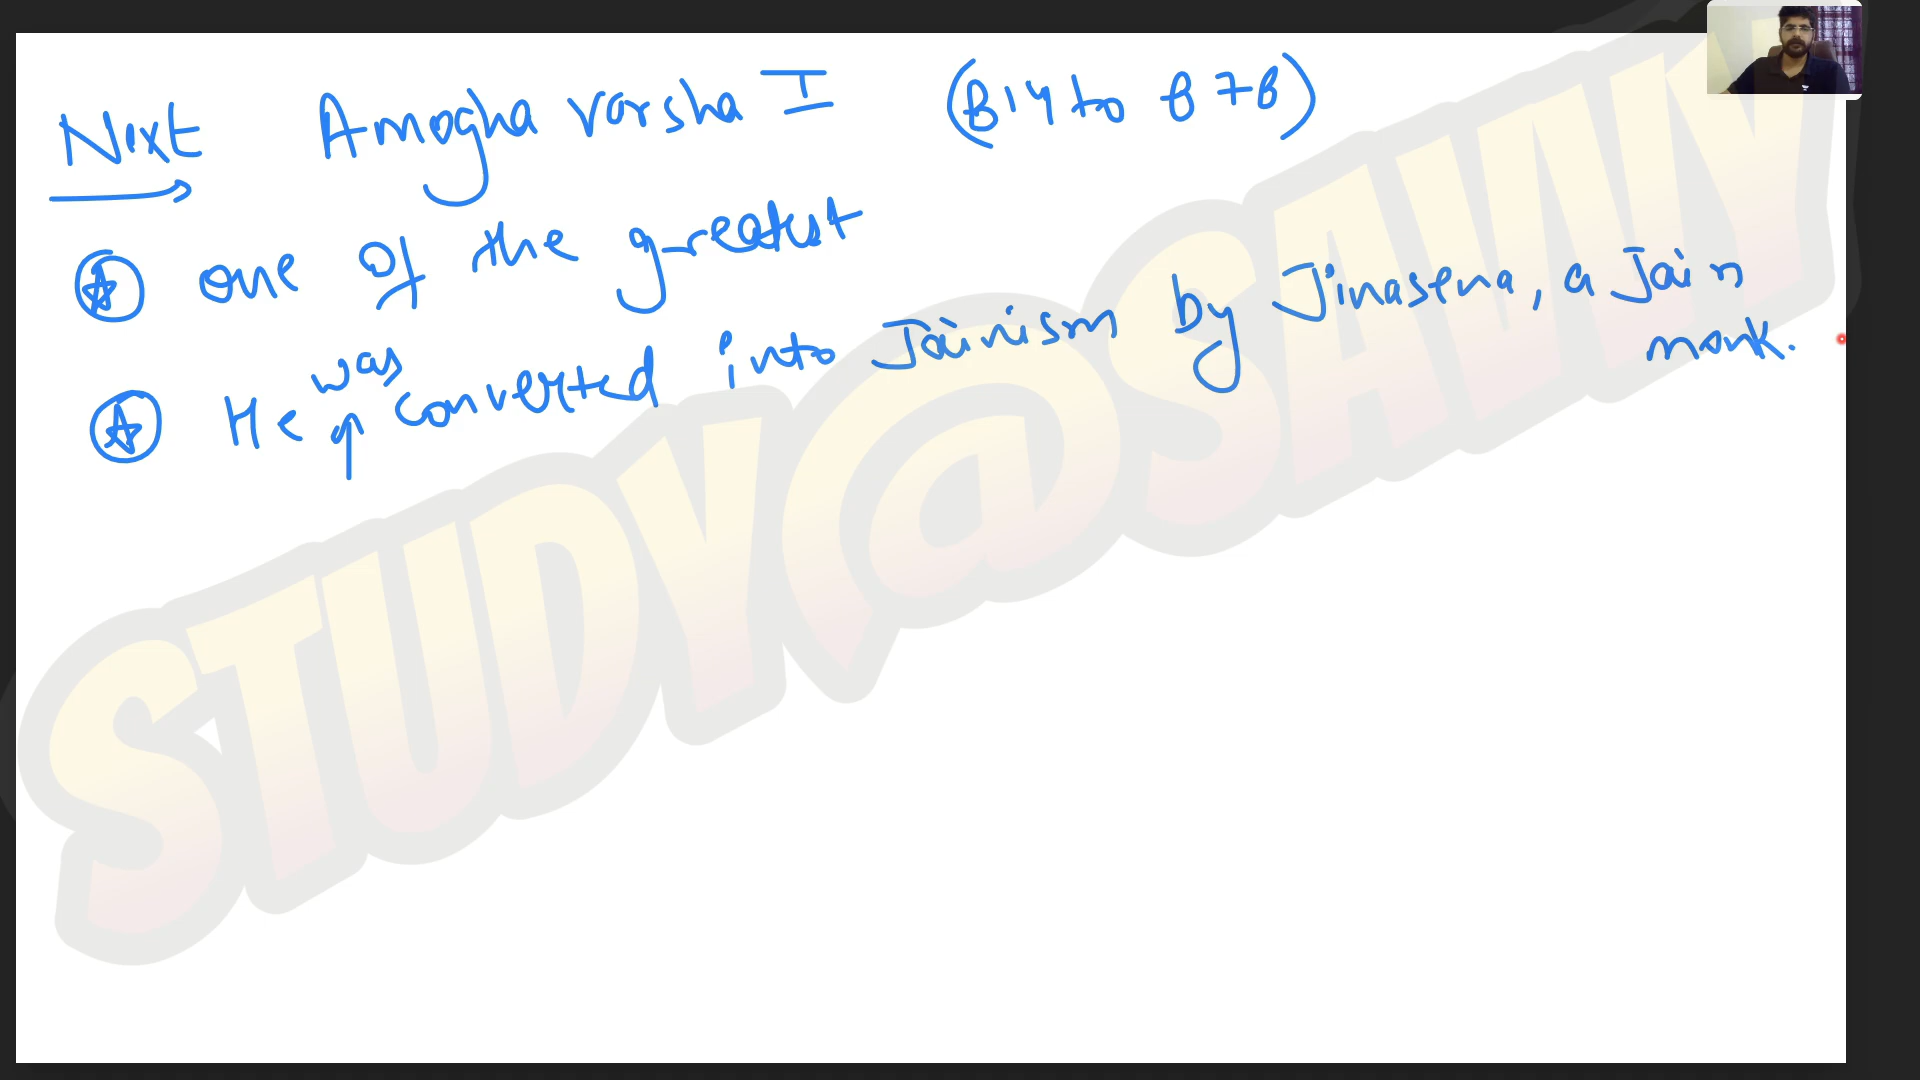 Next Amogha varsha I (814 to 878)
one of the greatest
He was converted into Jainism by Jinasena, a Jain
monk.
STUDY@SAVVY